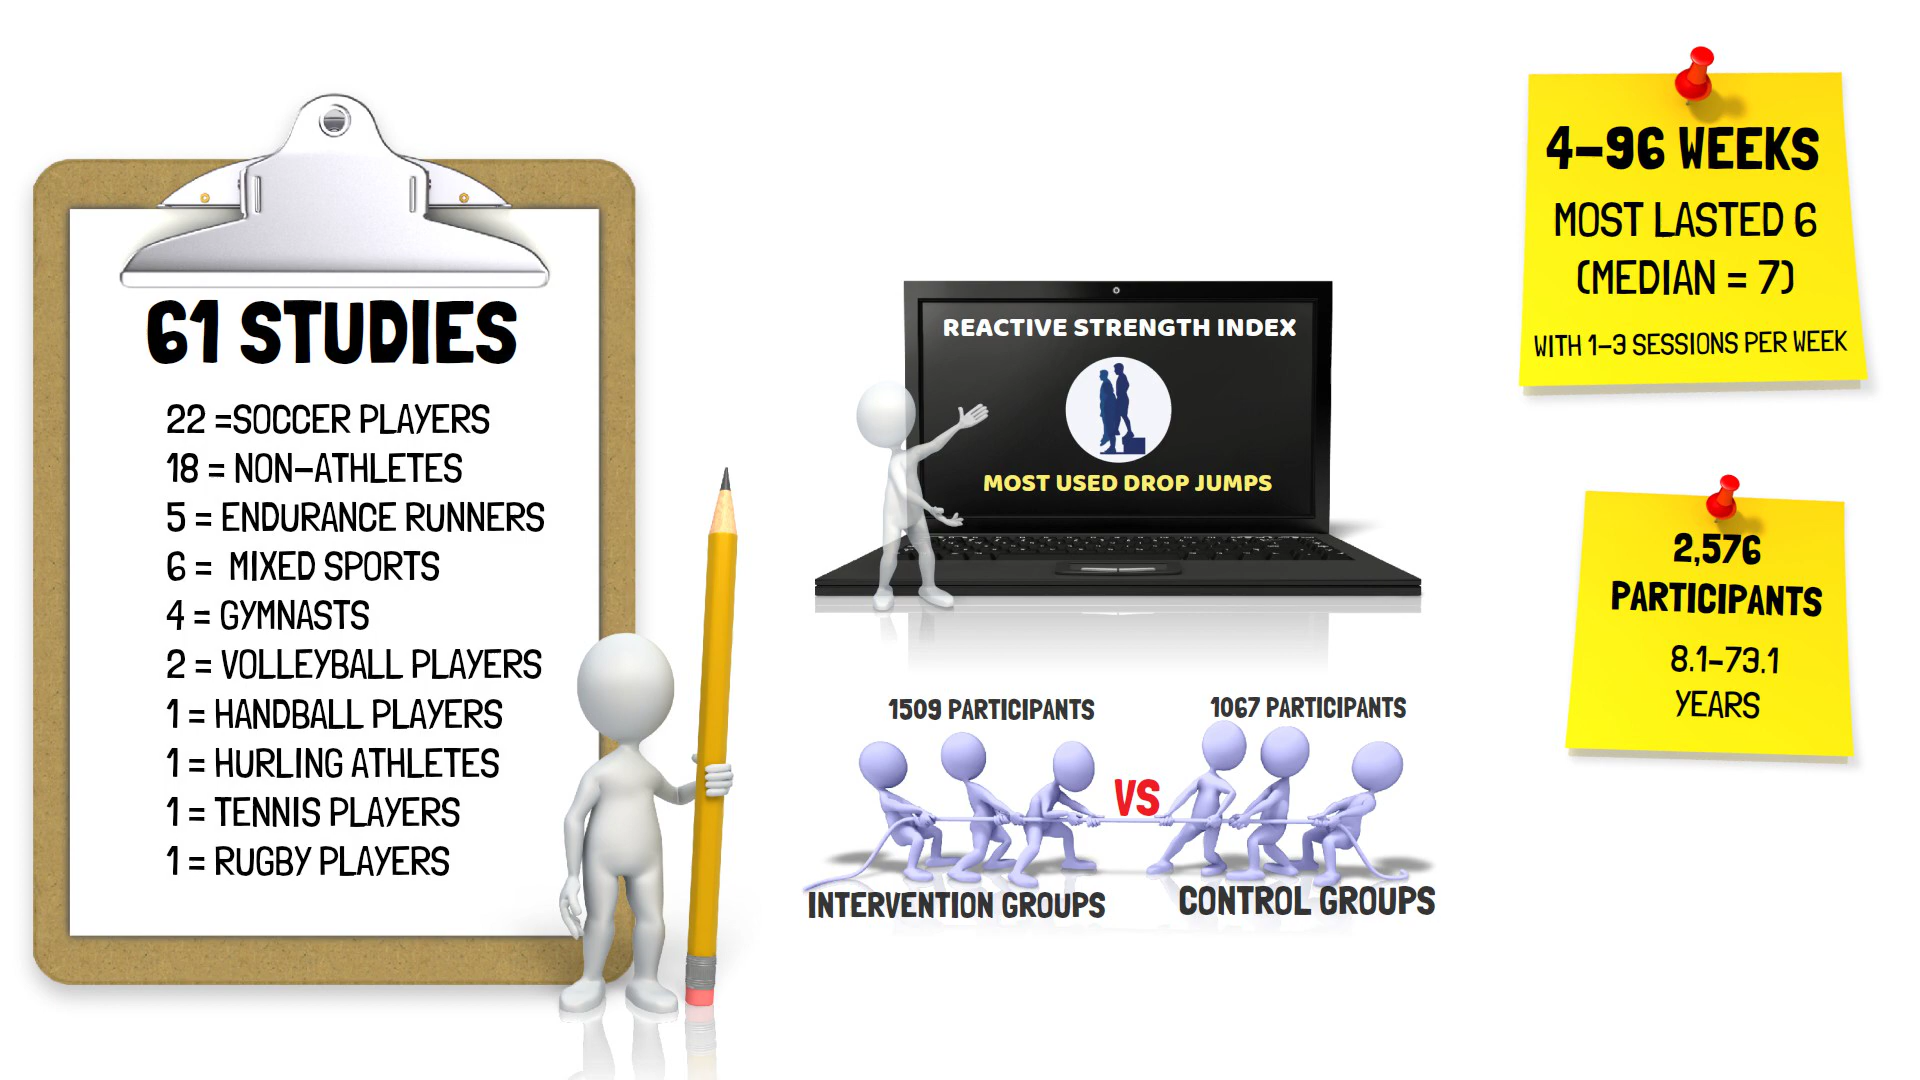 61 STUDIES
22 =SOCCER PLAYERS
18 = NON-ATHLETES
5 = ENDURANCE RUNNERS
6 = MIXED SPORTS
4 = GYMNASTS
2 = VOLLEYBALL PLAYERS
1 = HANDBALL PLAYERS
1 = HURLING ATHLETES
1 = TENNIS PLAYERS
1 = RUGBY PLAYERS
REACTIVE STRENGTH INDEX
MOST USED DROP JUMPS
1509 PARTICIPANTS
1067 PARTICIPANTS
VS
INTERVENTION GROUPS
CONTROL GROUPS
4-96 WEEKS
MOST LASTED 6
(MEDIAN = 7)
WITH 1-3 SESSIONS PER WEEK
2,576
PARTICIPANTS
8.1-73.1
YEARS